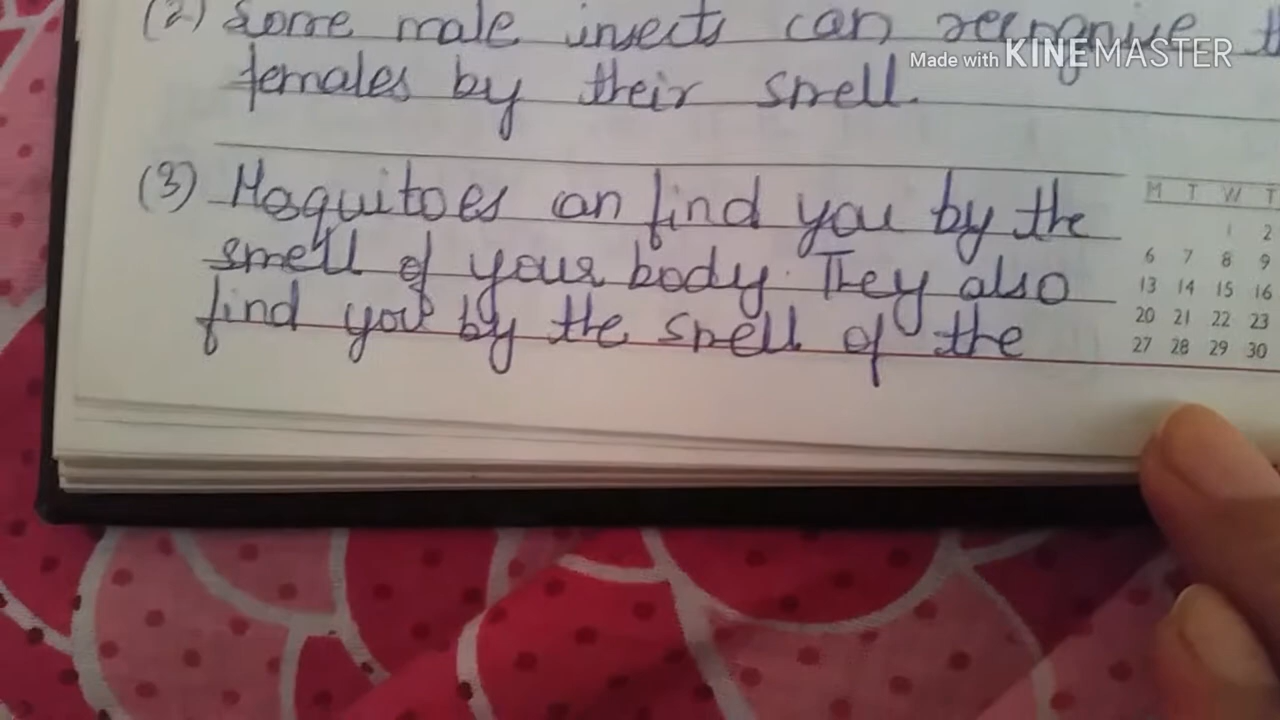 (2) Some male insects can recognise
Made with KINEMASTER
females by their smell.
(3) Moquitoes can find you by the
smell of your body. They also
find you by the smell of the
M T W T
1 2
6 7 8 9
13 14 15 16
20 21 22 23
27 28 29 30